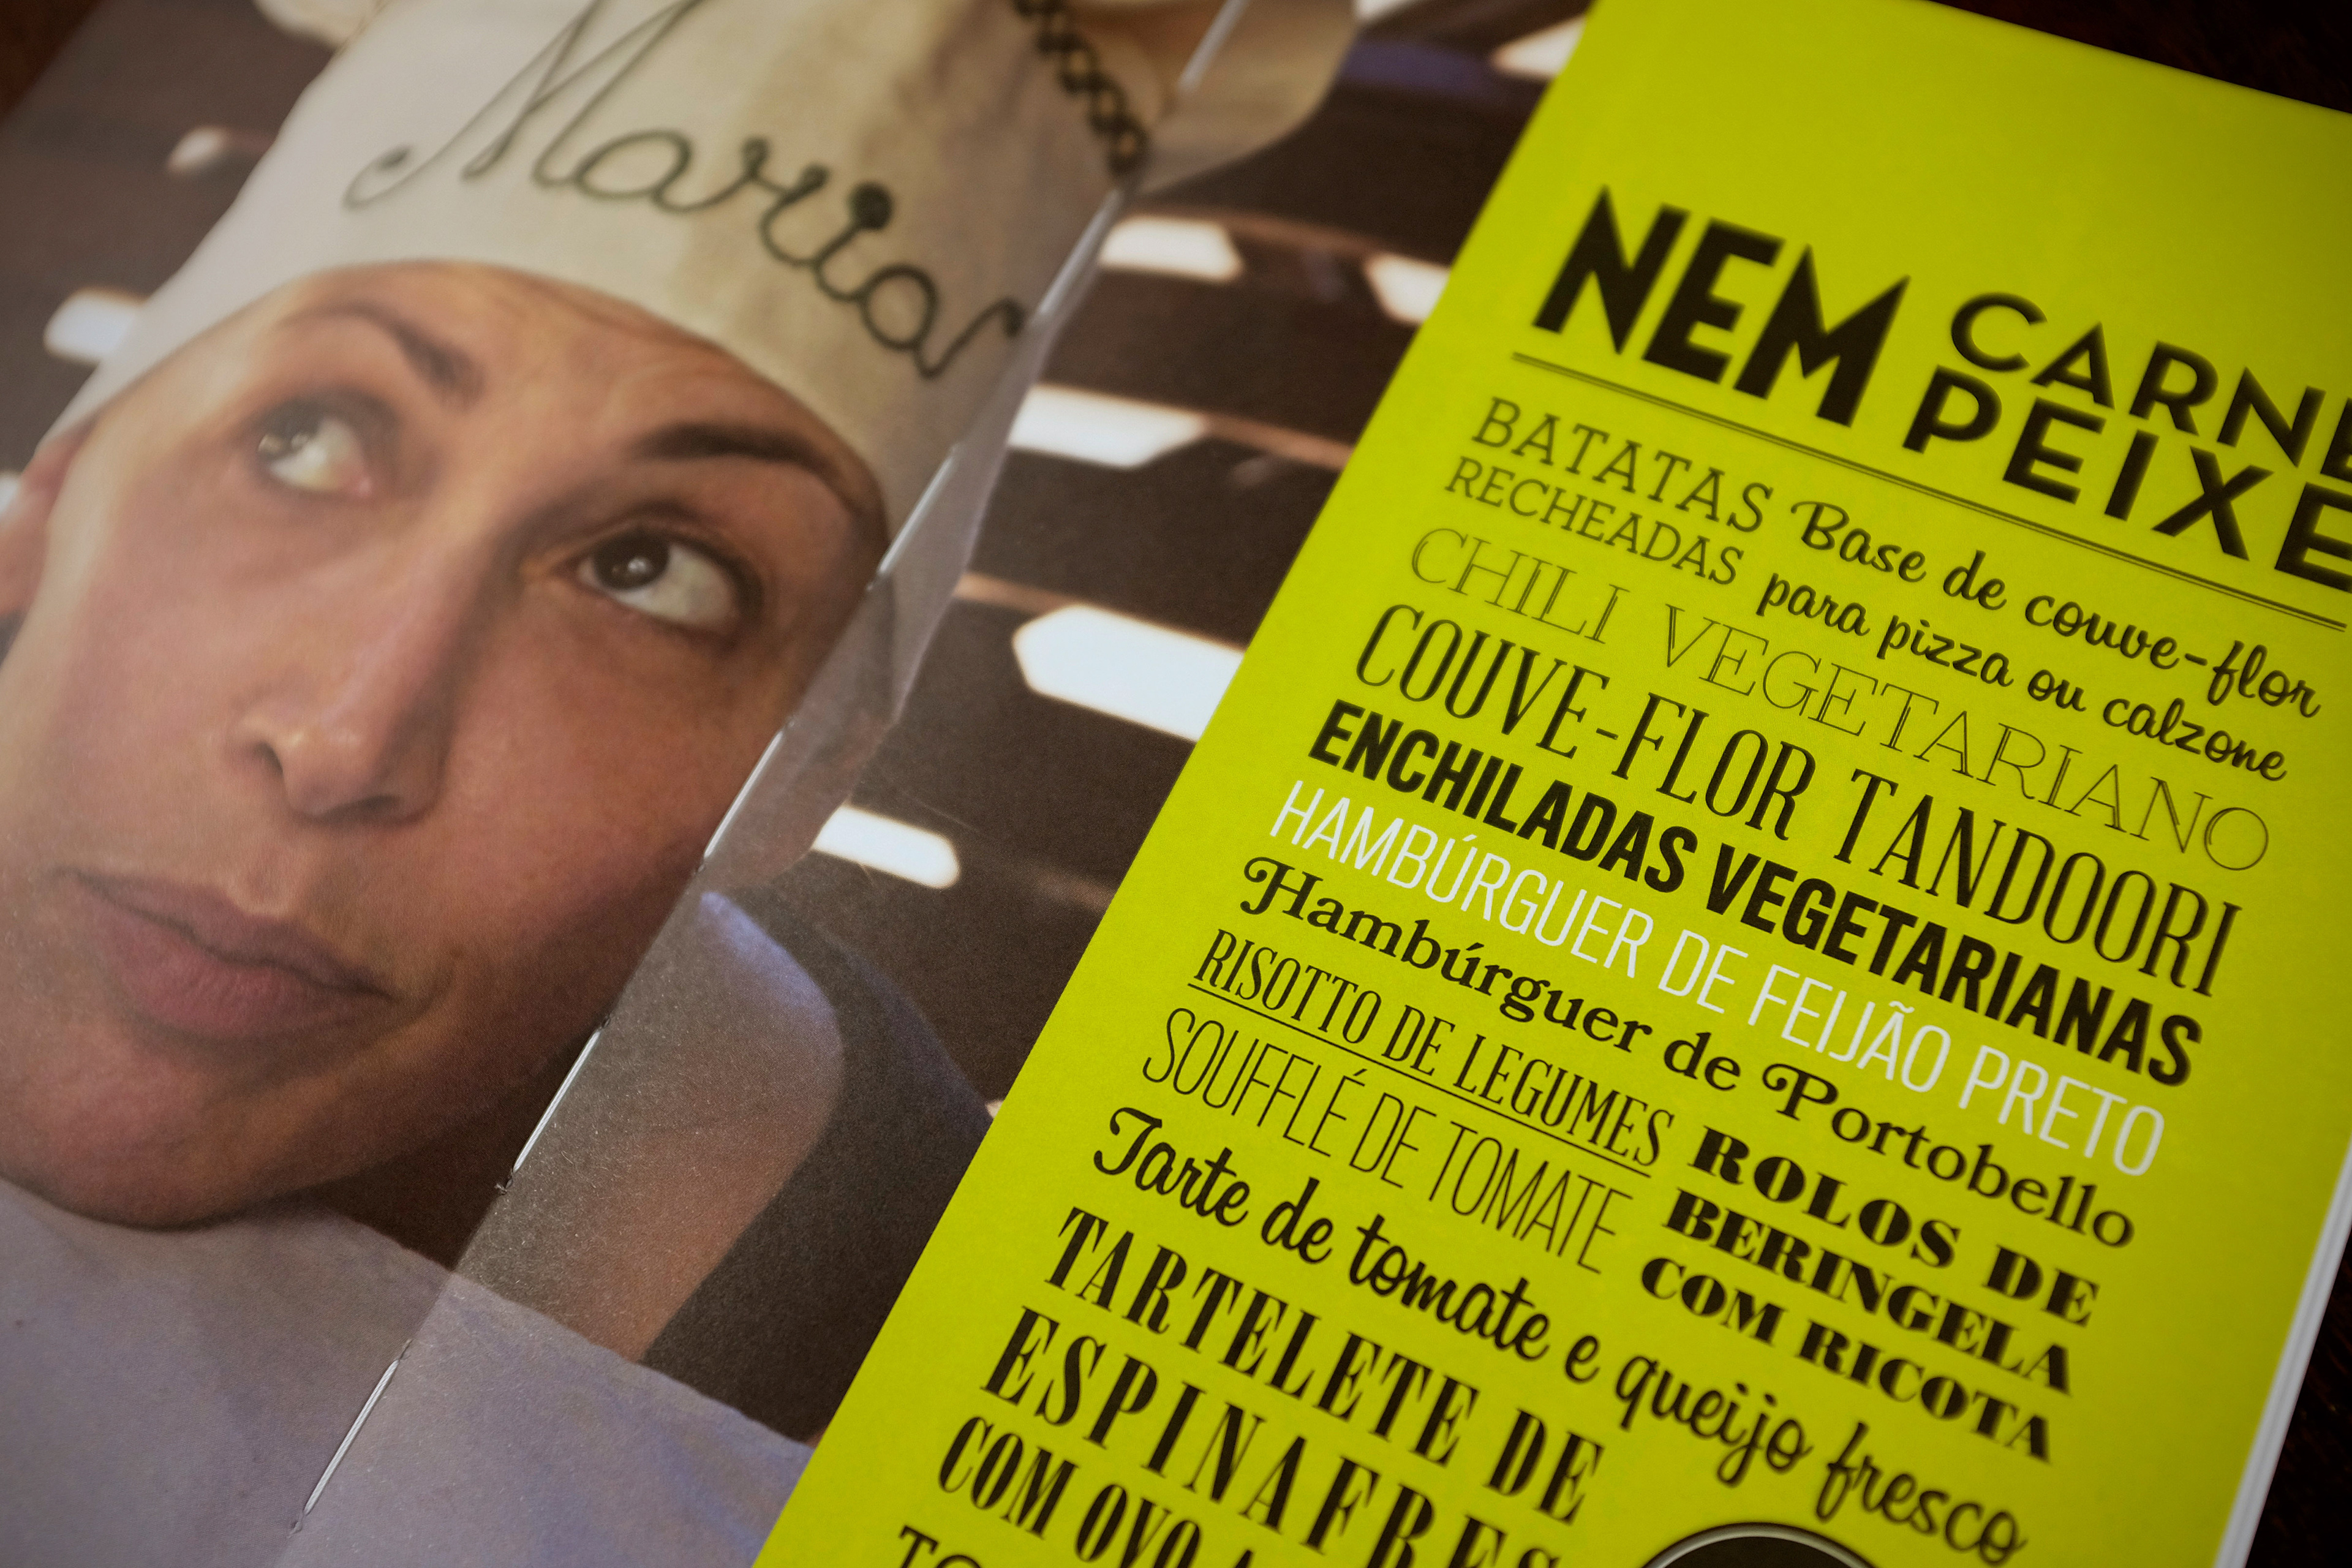 Maria
NEM CARNE
PEIXE
BATATAS
RECHEADAS
Base de couve-flor
para pizza ou calzone
CHILI VEGETARIANO
COUVE-FLOR TANDOORI
ENCHILADAS VEGETARIANAS
HAMBÚRGUER DE FEIJÃO PRETO
Hambúrguer de Portobello
RISOTTO DE LEGUMES
SOUFFLÉ DE TOMATE
ROLOS DE
BERINGELA
COM RICOTA
Tarte de tomate e queijo fresco
TARTELETE DE
ESPINAFRES
COM OVO